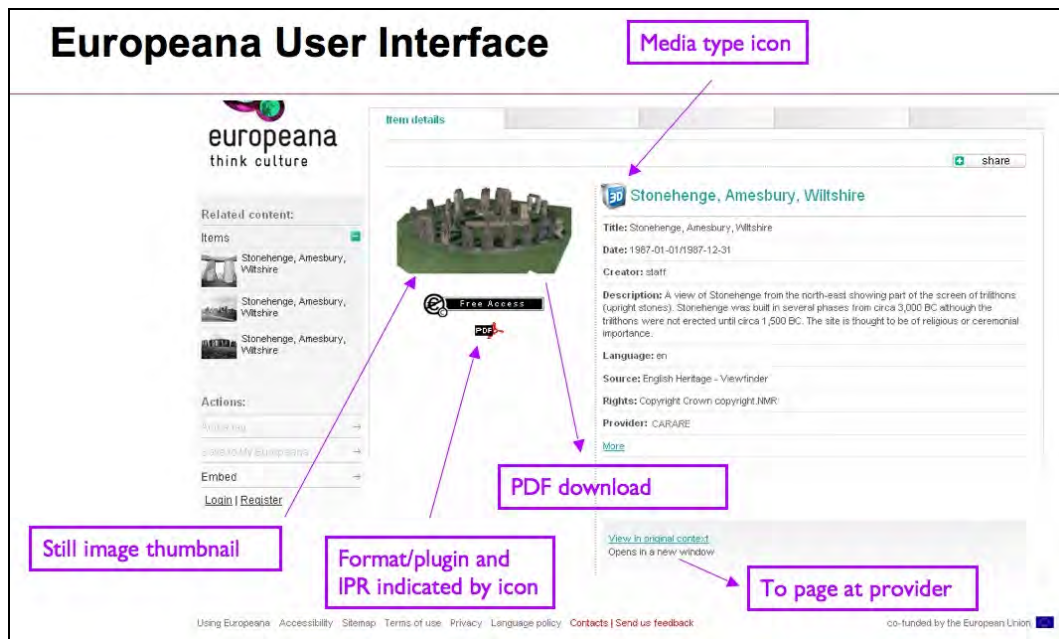 Europeana User Interface
Media type icon
europeana
think culture
Item details
share
Related content:
Items
Stonehenge, Amesbury,
Wiltshire
Stonehenge, Amesbury,
Wiltshire
Stonehenge, Amesbury,
Wiltshire
Actions:
Embed
Login | Register
Free Access
PDF
3D
Stonehenge, Amesbury, Wiltshire
Title: Stonehenge, Amesbury, Wiltshire
Date: 1987-01-01/1987-12-31
Creator: staff
Description: A view of Stonehenge from the north-east showing part of the screen of trilithons
(upright stones). Stonehenge was built in several phases from circa 3,000 BC although the
trilithons were not erected until circa 1,500 BC. The site is thought to be of religious or ceremonial
importance.
Language: en
Source: English Heritage - Viewfinder
Rights: Copyright Crown copyright.NMR
Provider: CARARE
More
PDF download
Still image thumbnail
Format/plugin and
IPR indicated by icon
View in original context
Opens in a new window
To page at provider
Using Europeana Accessibility Sitemap Terms of use Privacy Language policy Contacts | Send us feedback
co-funded by the European Union